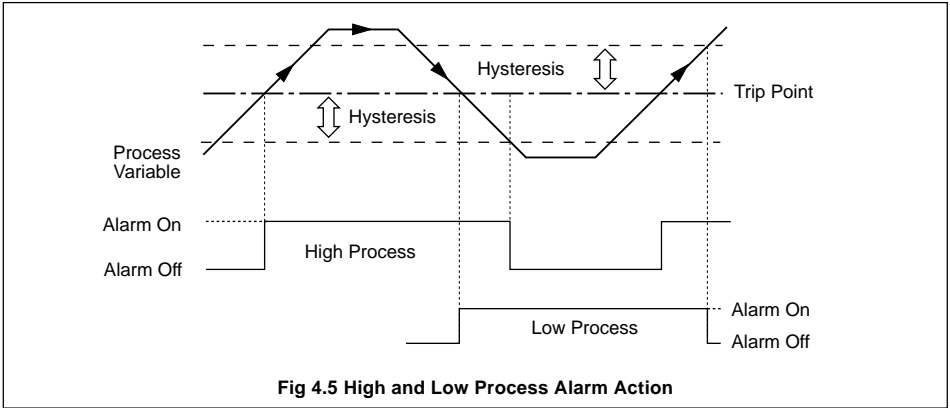 Hysteresis
Trip Point
Hysteresis
Process
Variable
Alarm On
High Process
Alarm Off
Alarm On
Low Process
Alarm Off
Fig 4.5 High and Low Process Alarm Action